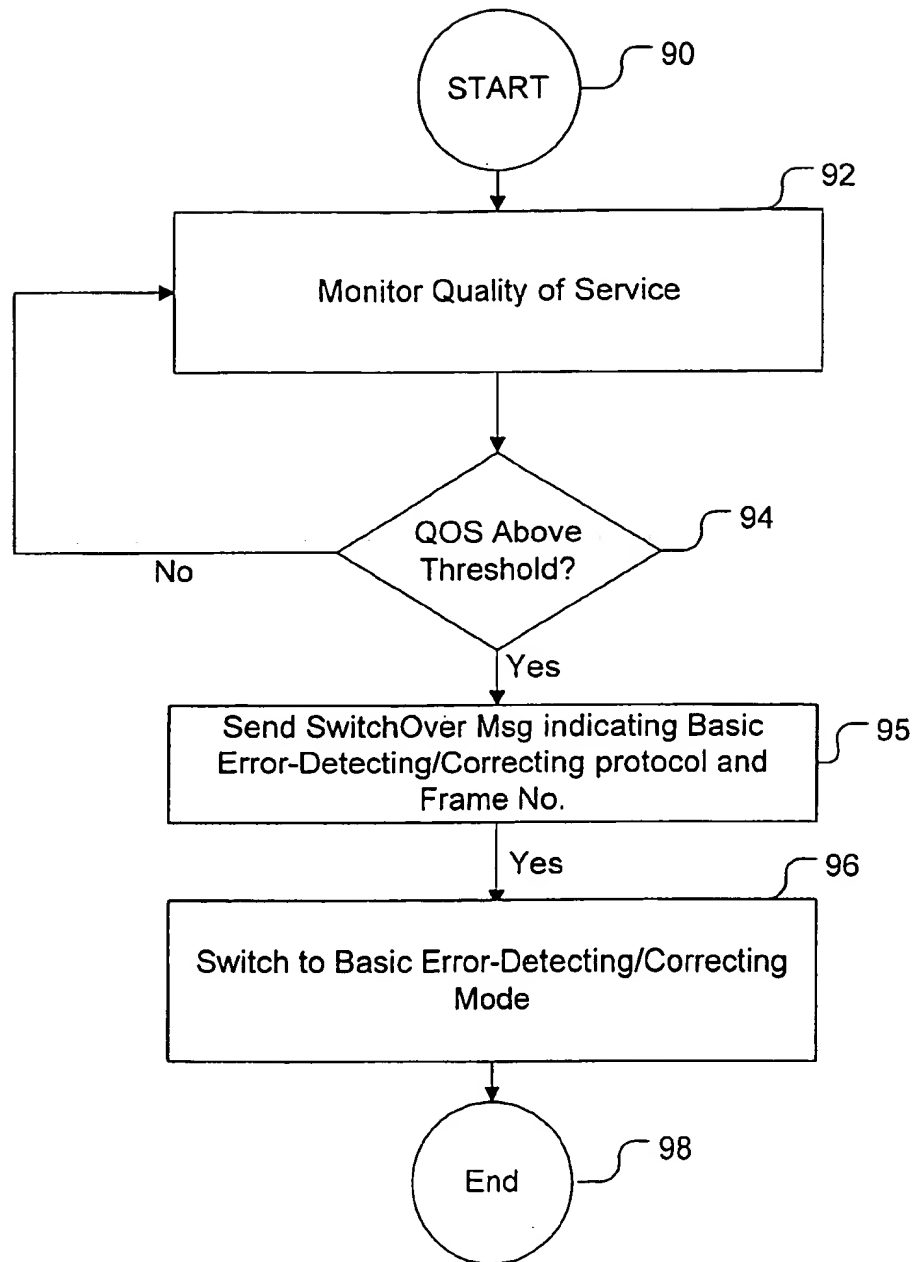 START
90
92
Monitor Quality of Service
QOS Above
Threshold?
94
No
Yes
Send SwitchOver Msg indicating Basic
Error-Detecting/Correcting protocol and
Frame No.
95
Yes
96
Switch to Basic Error-Detecting/Correcting
Mode
End
98